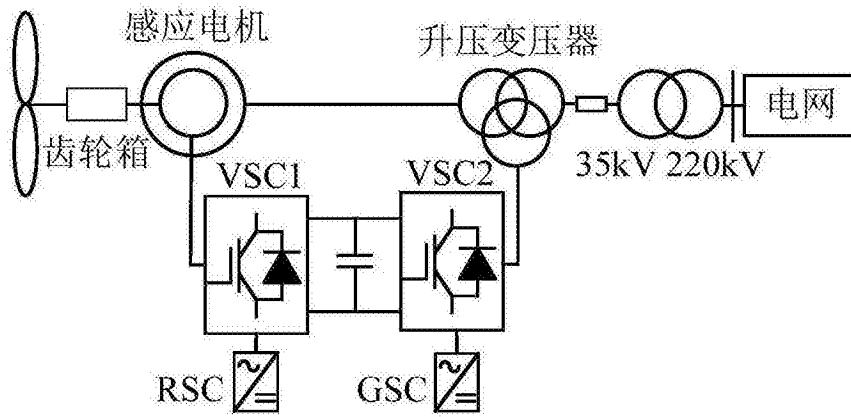 感应电机
升压变压器
电网
齿轮箱
35kV 220kV
VSC1
VSC2
RSC
GSC